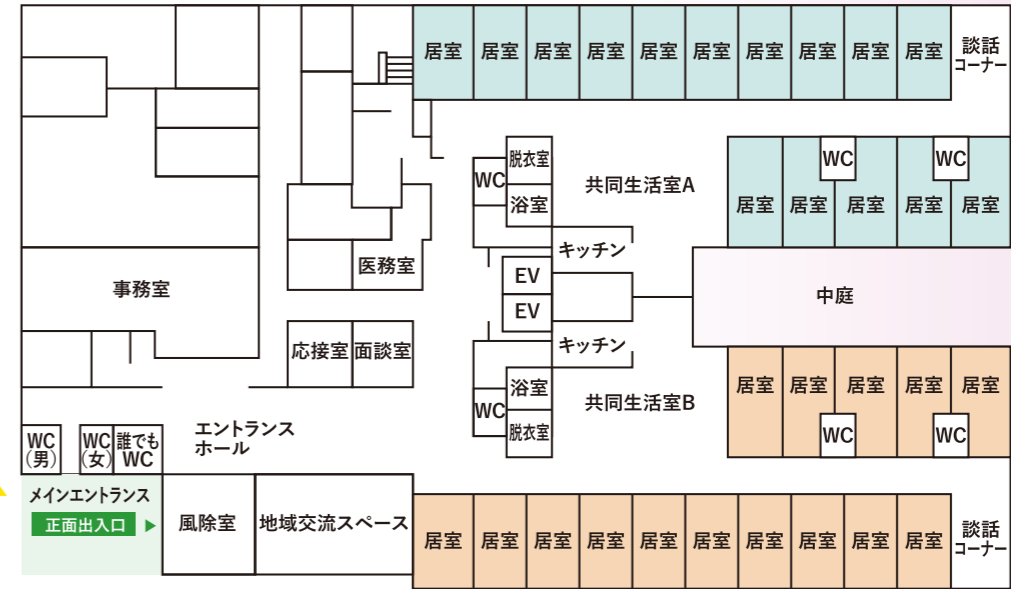 居室 居室 居室 居室 居室 居室 居室 居室 居室 居室
談話
コーナー
脱衣室
WC
浴室
共同生活室A
WC
WC
居室 居室 居室 居室 居室
キッチン
医務室
EV
EV
事務室
中庭
キッチン
応接室
面談室
浴室
WC
脱衣室
共同生活室B
居室 居室 居室 居室 居室
WC
WC
エントランス
ホール
WC
(男)
WC
(女)
誰でも
WC
メインエントランス
正面出入口
風除室
地域交流スペース
居室 居室 居室 居室 居室 居室 居室 居室 居室 居室
談話
コーナー